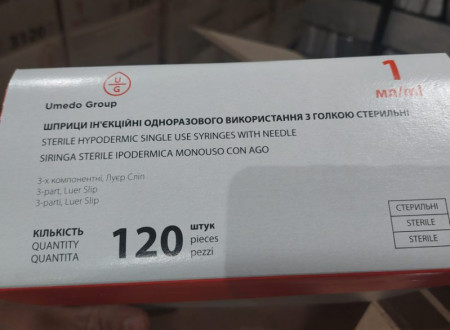 U
G
Umedo Group
1
мл/ml
ШПРИЦИ ІН'ЄКЦІЙНІ ОДНОРАЗОВОГО ВИКОРИСТАННЯ З ГОЛКОЮ СТЕРИЛЬНІ
STERILE HYPODERMIC SINGLE USE SYRINGES WITH NEEDLE
SIRINGA STERILE IPODERMICA MONOUSO CON AGO
3-х компонентні, Луєр Сліп
3-part, Luer Slip
3-parti, Luer Slip
КІЛЬКІСТЬ
QUANTITY
QUANTITA
120
штук
pieces
pezzi
СТЕРИЛЬНІ
STERILE
STERILE